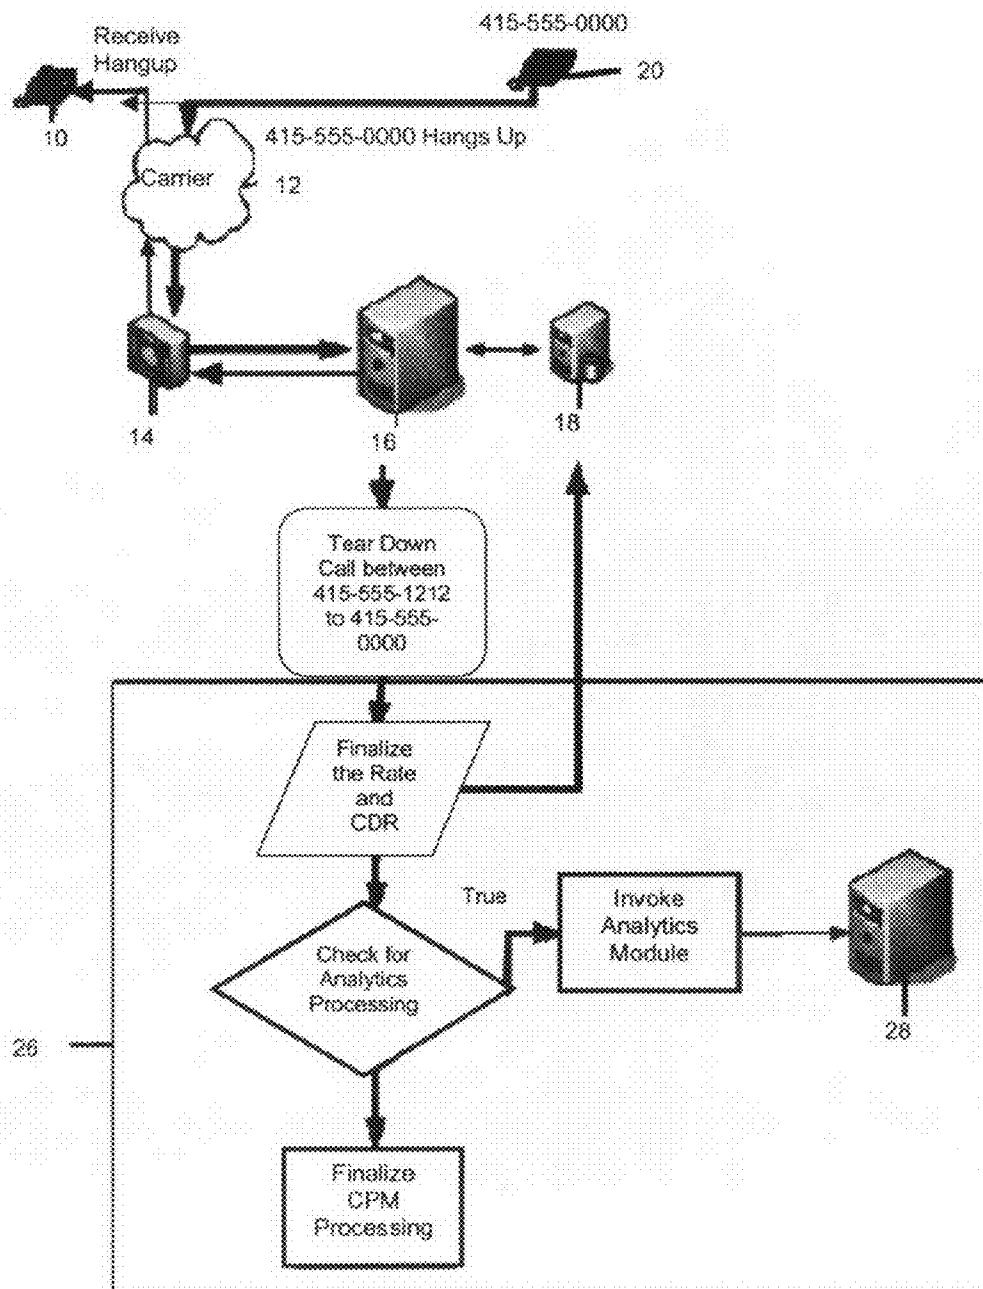 415-555-0000
Receive
Hangup
20
10
415-555-0000 Hangs Up
Carrier
12
14
16
18
Tear Down
Call between
415-555-1212
to 415-555-
0000
Finalize
the Rate
and
CDR
True
Invoke
Analytics
Module
Check for
Analytics
Processing
28
26
Finalize
CPM
Processing